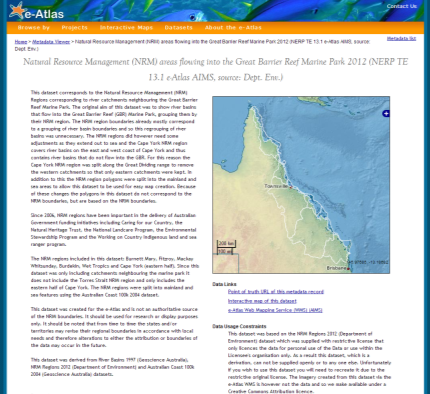 e-Atlas
Contact Us
Browse by Projects Interactive Maps Datasets About the e-Atlas
Home > Metadata Viewer > Natural Resource Management (NRM) areas flowing into the Great Barrier Reef Marine Park 2012 (NERP TE 13.1 e-Atlas AIMS, source: Dept. Env.)
Metadata list
Natural Resource Management (NRM) areas flowing into the Great Barrier Reef Marine Park 2012 (NERP TE
13.1 e-Atlas AIMS, source: Dept. Env.)
This dataset corresponds to the Natural Resource Management (NRM)
Regions corresponding to river catchments neighbouring the Great Barrier
Reef Marine Park. The original aim of this dataset was to show river basins
that flow into the Great Barrier Reef (GBR) Marine Park, grouping them by
their NRM region. The NRM region boundaries already mostly correspond
to a grouping of river basin boundaries and so this regrouping of river
basins was unnecessary. The NRM regions did however need some
adjustments as they extend out to sea and the Cape York NRM region
covers river basins on the east and west coast of Cape York and thus
contains river basins that do not flow into the GBR. For this reason the
Cape York NRM region was split along the Great Dividing range to remove
the western catchments so that only eastern catchments were kept. In
addition to this the NRM region polygons were split into the mainland and
sea areas to allow this dataset to be used for easy map creation. Because
of these changes the polygons in this dataset do not correspond to the
NRM boundaries, but are based on the NRM boundaries.
Since 2006, NRM regions have been important in the delivery of Australian
Government funding initiatives including Caring for our Country, the
Natural Heritage Trust, the National Landcare Program, the Environmental
Stewardship Program and the Working on Country Indigenous land and sea
ranger program.
The NRM regions included in this dataset: Burnett Mary, Fitzroy, Mackay
Whitsunday, Burdekin, Wet Tropics and Cape York (eastern half). Since this
dataset was only including catchments neighbouring the marine park it
does not include the Torres Strait NRM region and only includes the
eastern half of Cape York. The NRM regions were split into mainland and
sea features using the Australian Coast 100k 2004 dataset.
This dataset was created for the e-Atlas and is not an authoritative source
of the NRM boundaries. It should be used for research or display purposes
only. It should be noted that from time to time the states and/or
territories may revise their regional boundaries in accordance with local
needs and therefore alterations to either the attribution or boundaries of
the data may occur in the future.
This dataset was derived from River Basins 1997 (Geoscience Australia),
NRM Regions 2012 (Department of Environment) and Australian Coast 100k
2004 (Geoscience Australia) datasets.
Townsville
200 km
100 mi
Brisbane
Data Links
Point of truth URL of this metadata record
Interactive map of this dataset
e-Atlas Web Mapping Service (WMS) (AIMS)
Data Usage Constraints
This dataset was based on the NRM Regions 2012 (Department of
Environment) dataset which was supplied with restrictive license that
only licences the data for personal use of the Data or use within the
Licensee's organisation only. As a result this dataset, which is a
derivation, can not be supplied openly or to any one else. Unfortunately
if you wish to use this dataset you will need to recreate it due to the
restrictive original license. The imagery created from this dataset via the
e-Atlas WMS is however not the data and so we make available under a
Creative Commons Attribution licence.